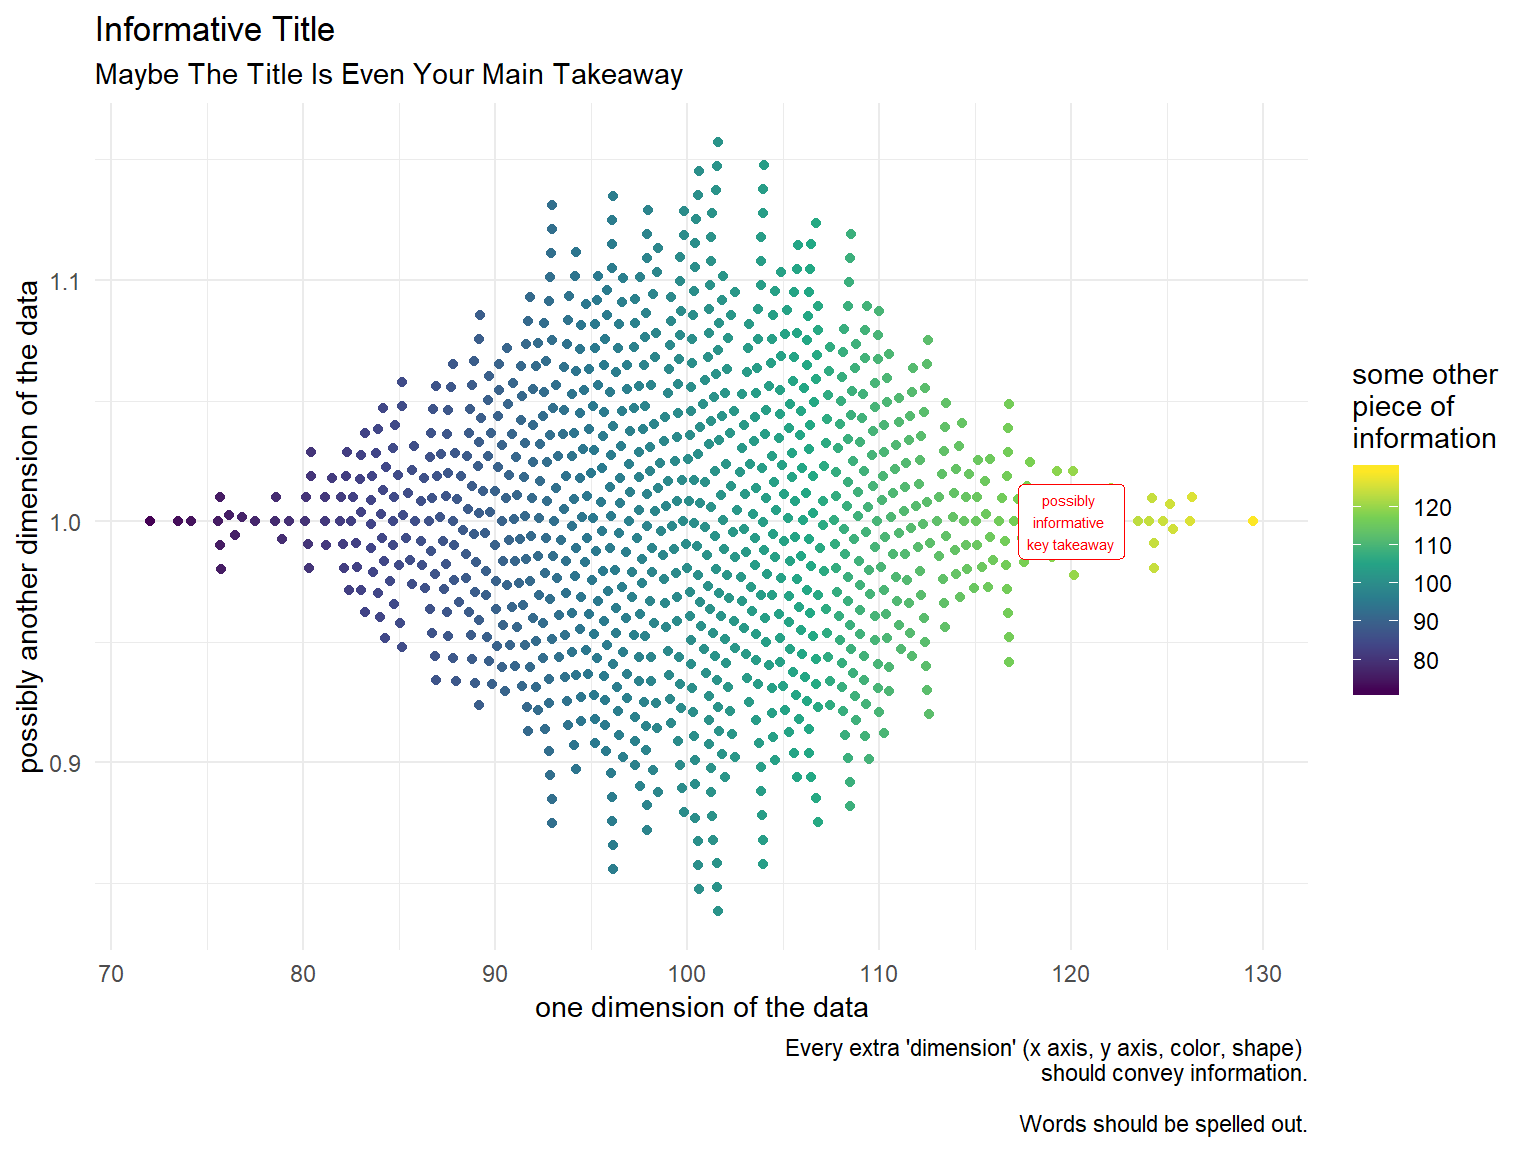 Informative Title
Maybe The Title Is Even Your Main Takeaway
possibly another dimension of the data
1.1
1.0
0.9
possibly
informative
key takeaway
70 80 90 100 110 120 130
one dimension of the data
some other
piece of
information
120
110
100
90
80
Every extra 'dimension' (x axis, y axis, color, shape)
should convey information.
Words should be spelled out.